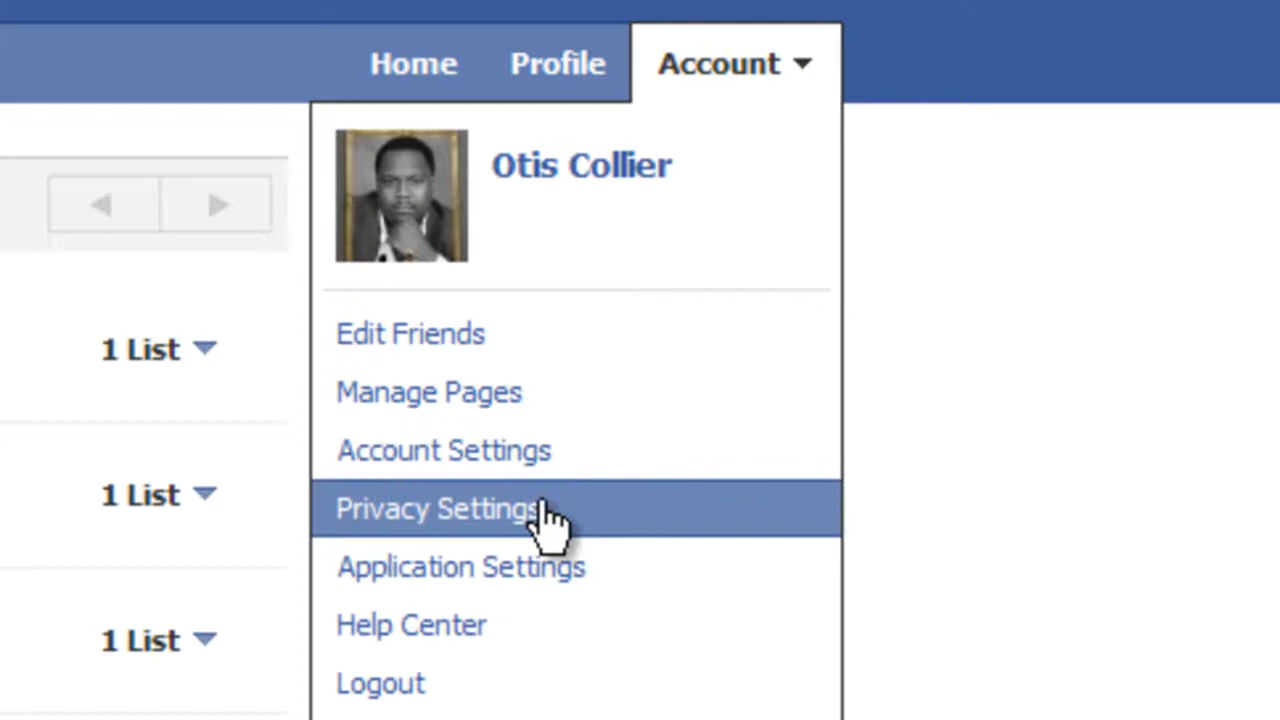 Home Profile Account
Otis Collier
Edit Friends
1 List
Manage Pages
Account Settings
1 List
Privacy Settings
Application Settings
Help Center
1 List
Logout